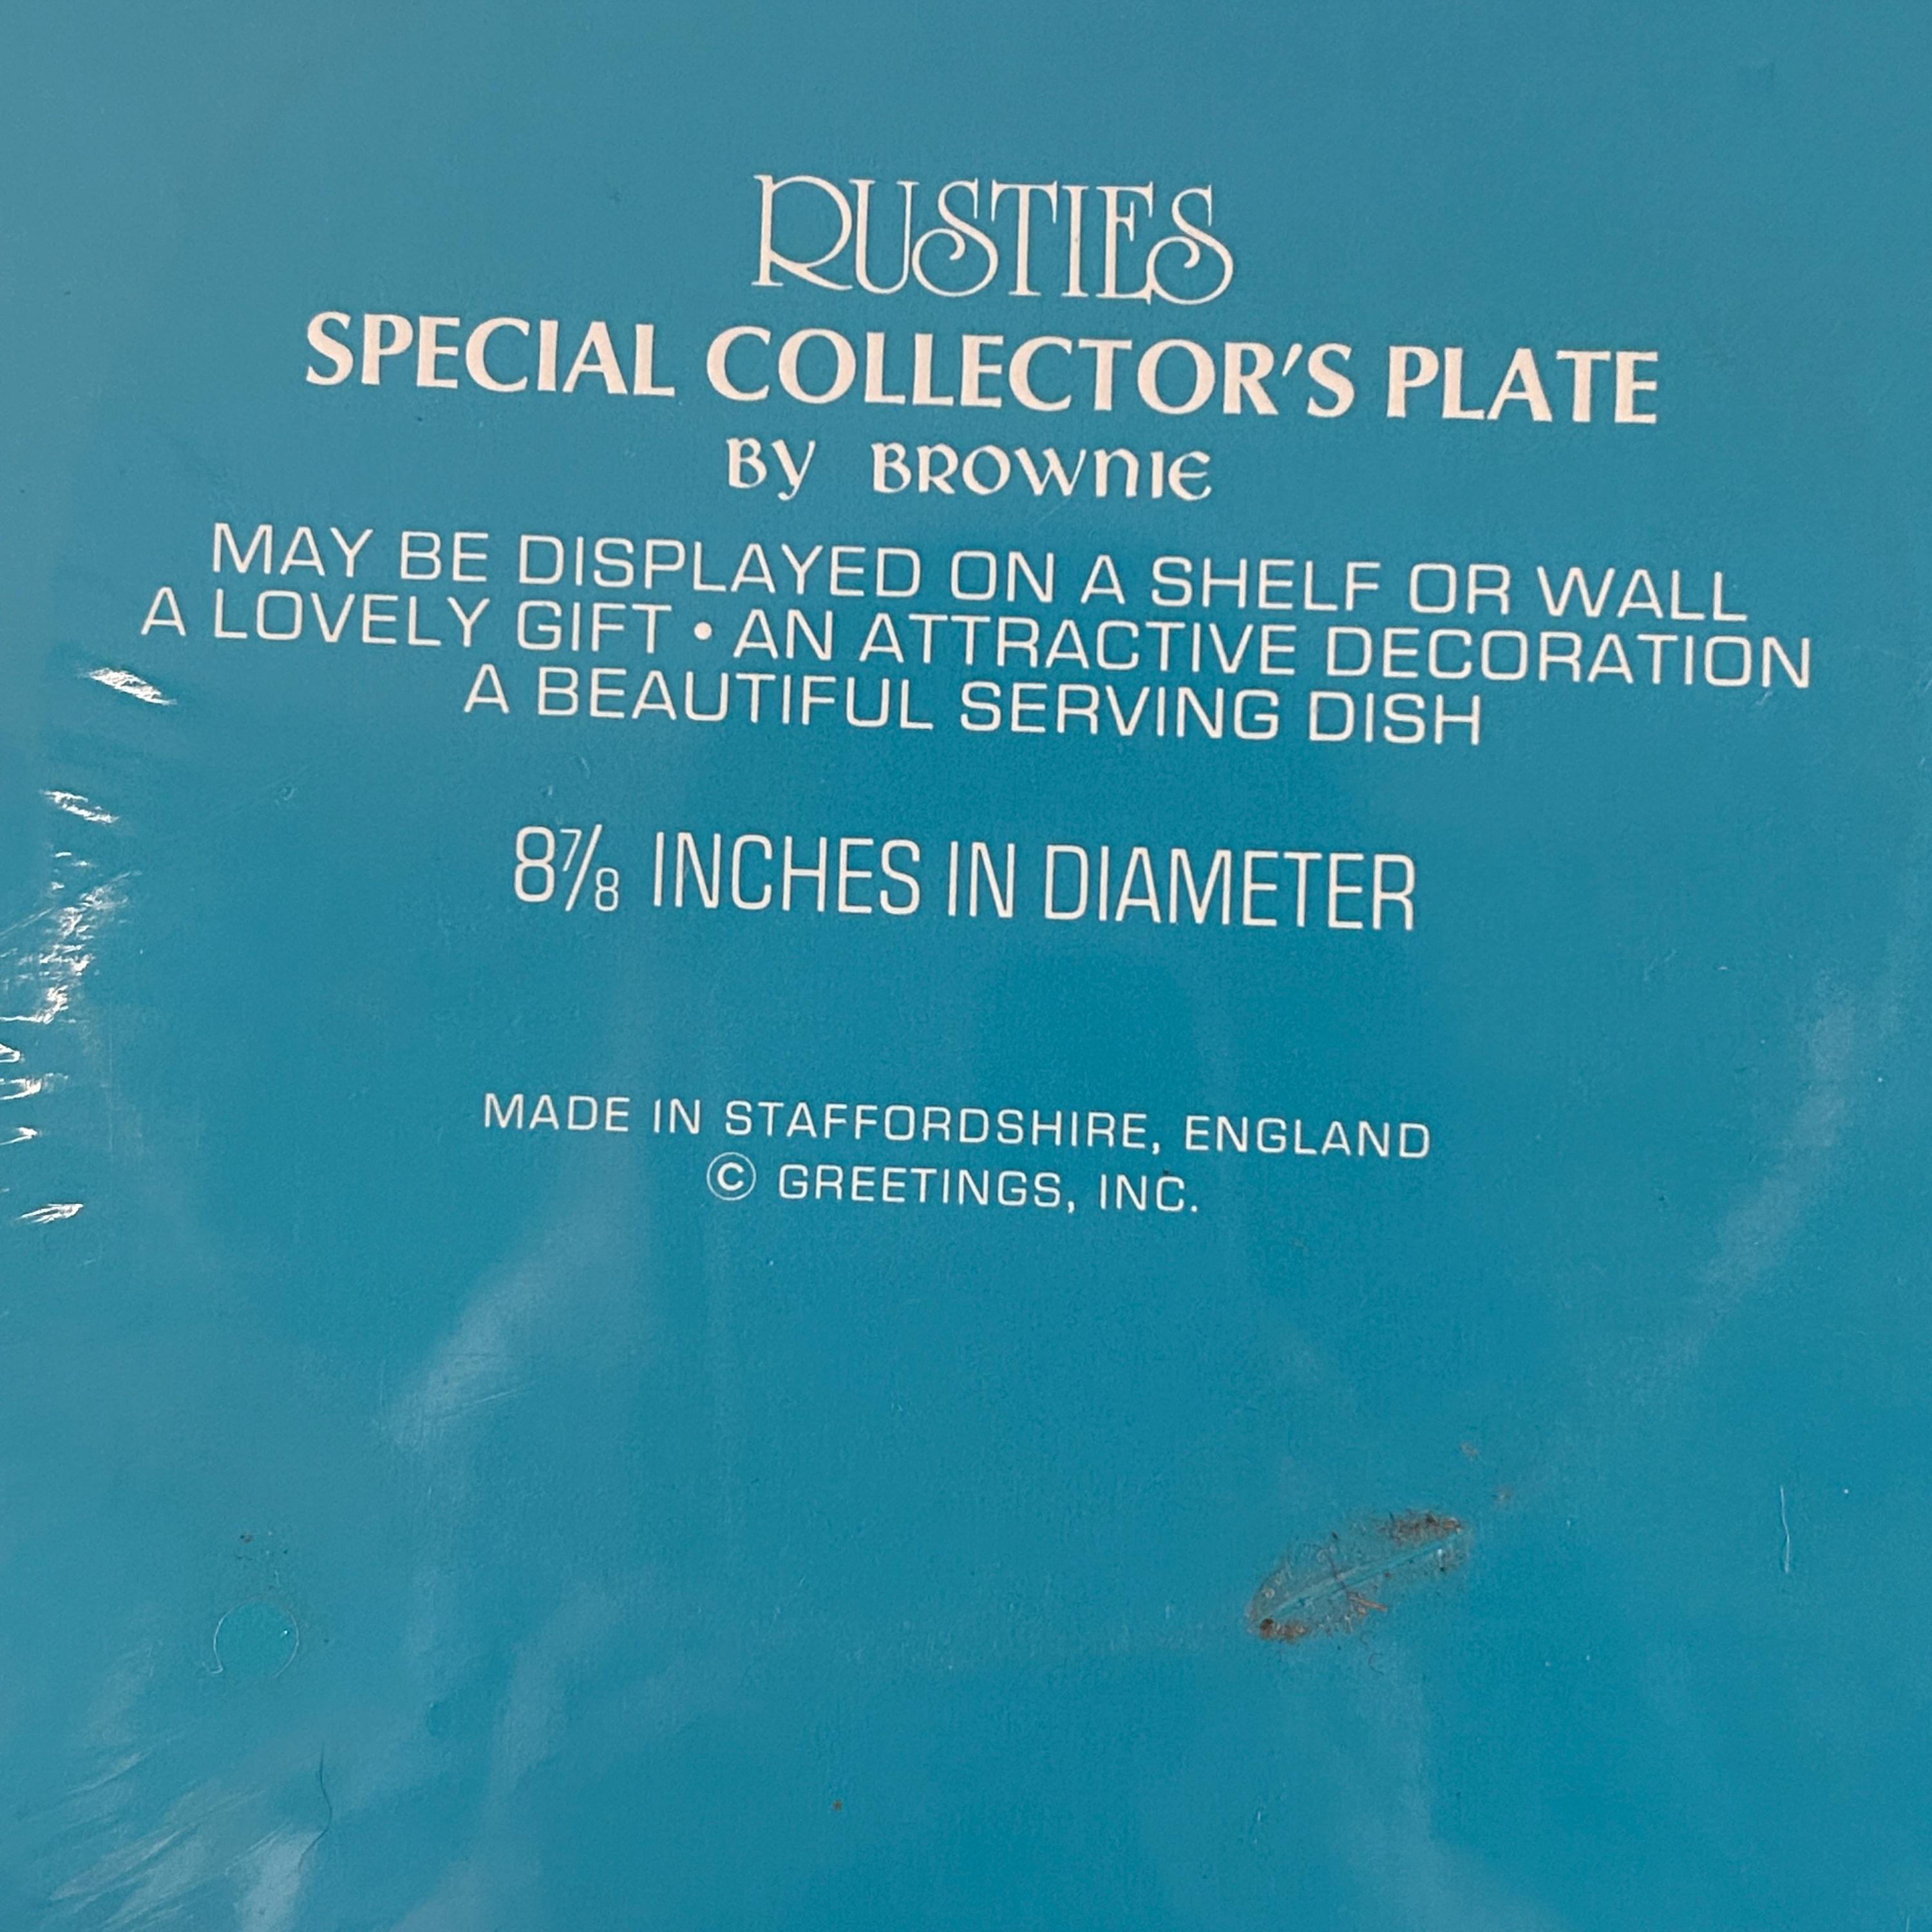 RUSTIES
SPECIAL COLLECTOR'S PLATE
BY BROWNIE
MAY BE DISPLAYED ON A SHELF OR WALL
A LOVELY GIFT • AN ATTRACTIVE DECORATION
A BEAUTIFUL SERVING DISH
8⅞ INCHES IN DIAMETER
MADE IN STAFFORDSHIRE, ENGLAND
© GREETINGS, INC.